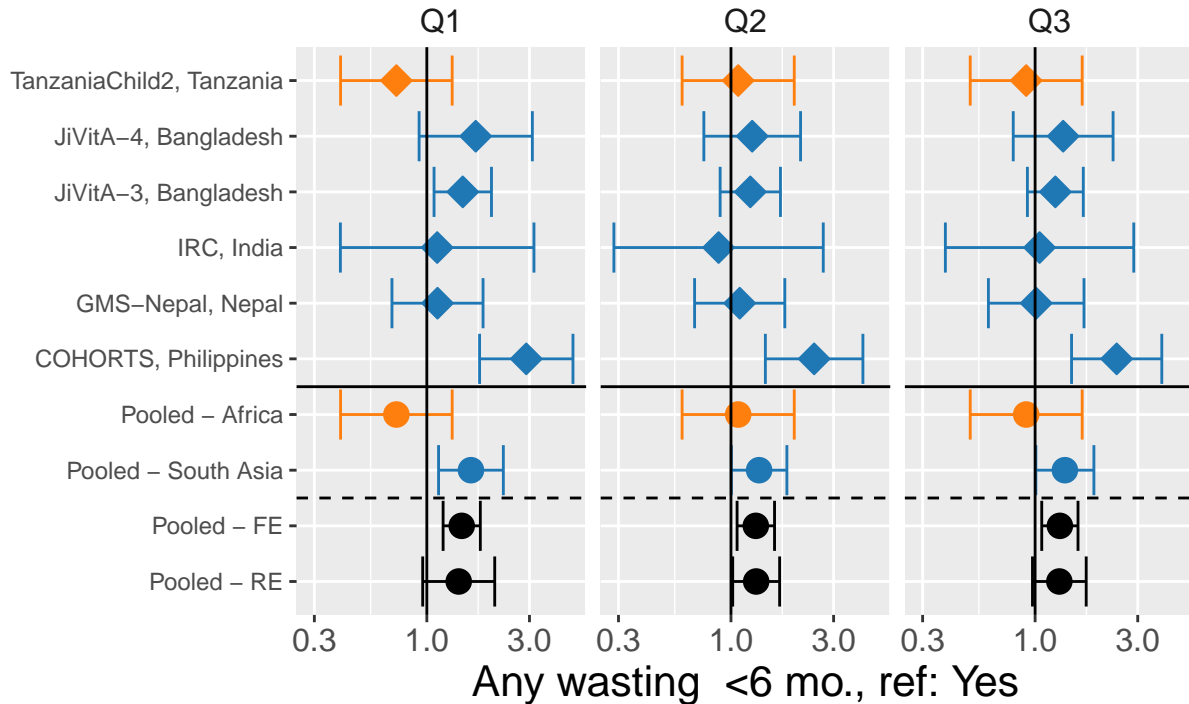 Q1 Q2 Q3
TanzaniaChild2, Tanzania
JiVitA−4, Bangladesh
JiVitA−3, Bangladesh
IRC, India
GMS−Nepal, Nepal
COHORTS, Philippines
Pooled − Africa
Pooled − South Asia
Pooled − FE
Pooled − RE
0.3 1.0 3.0 0.3 1.0 3.0 0.3 1.0 3.0
Any wasting <6 mo., ref: Yes